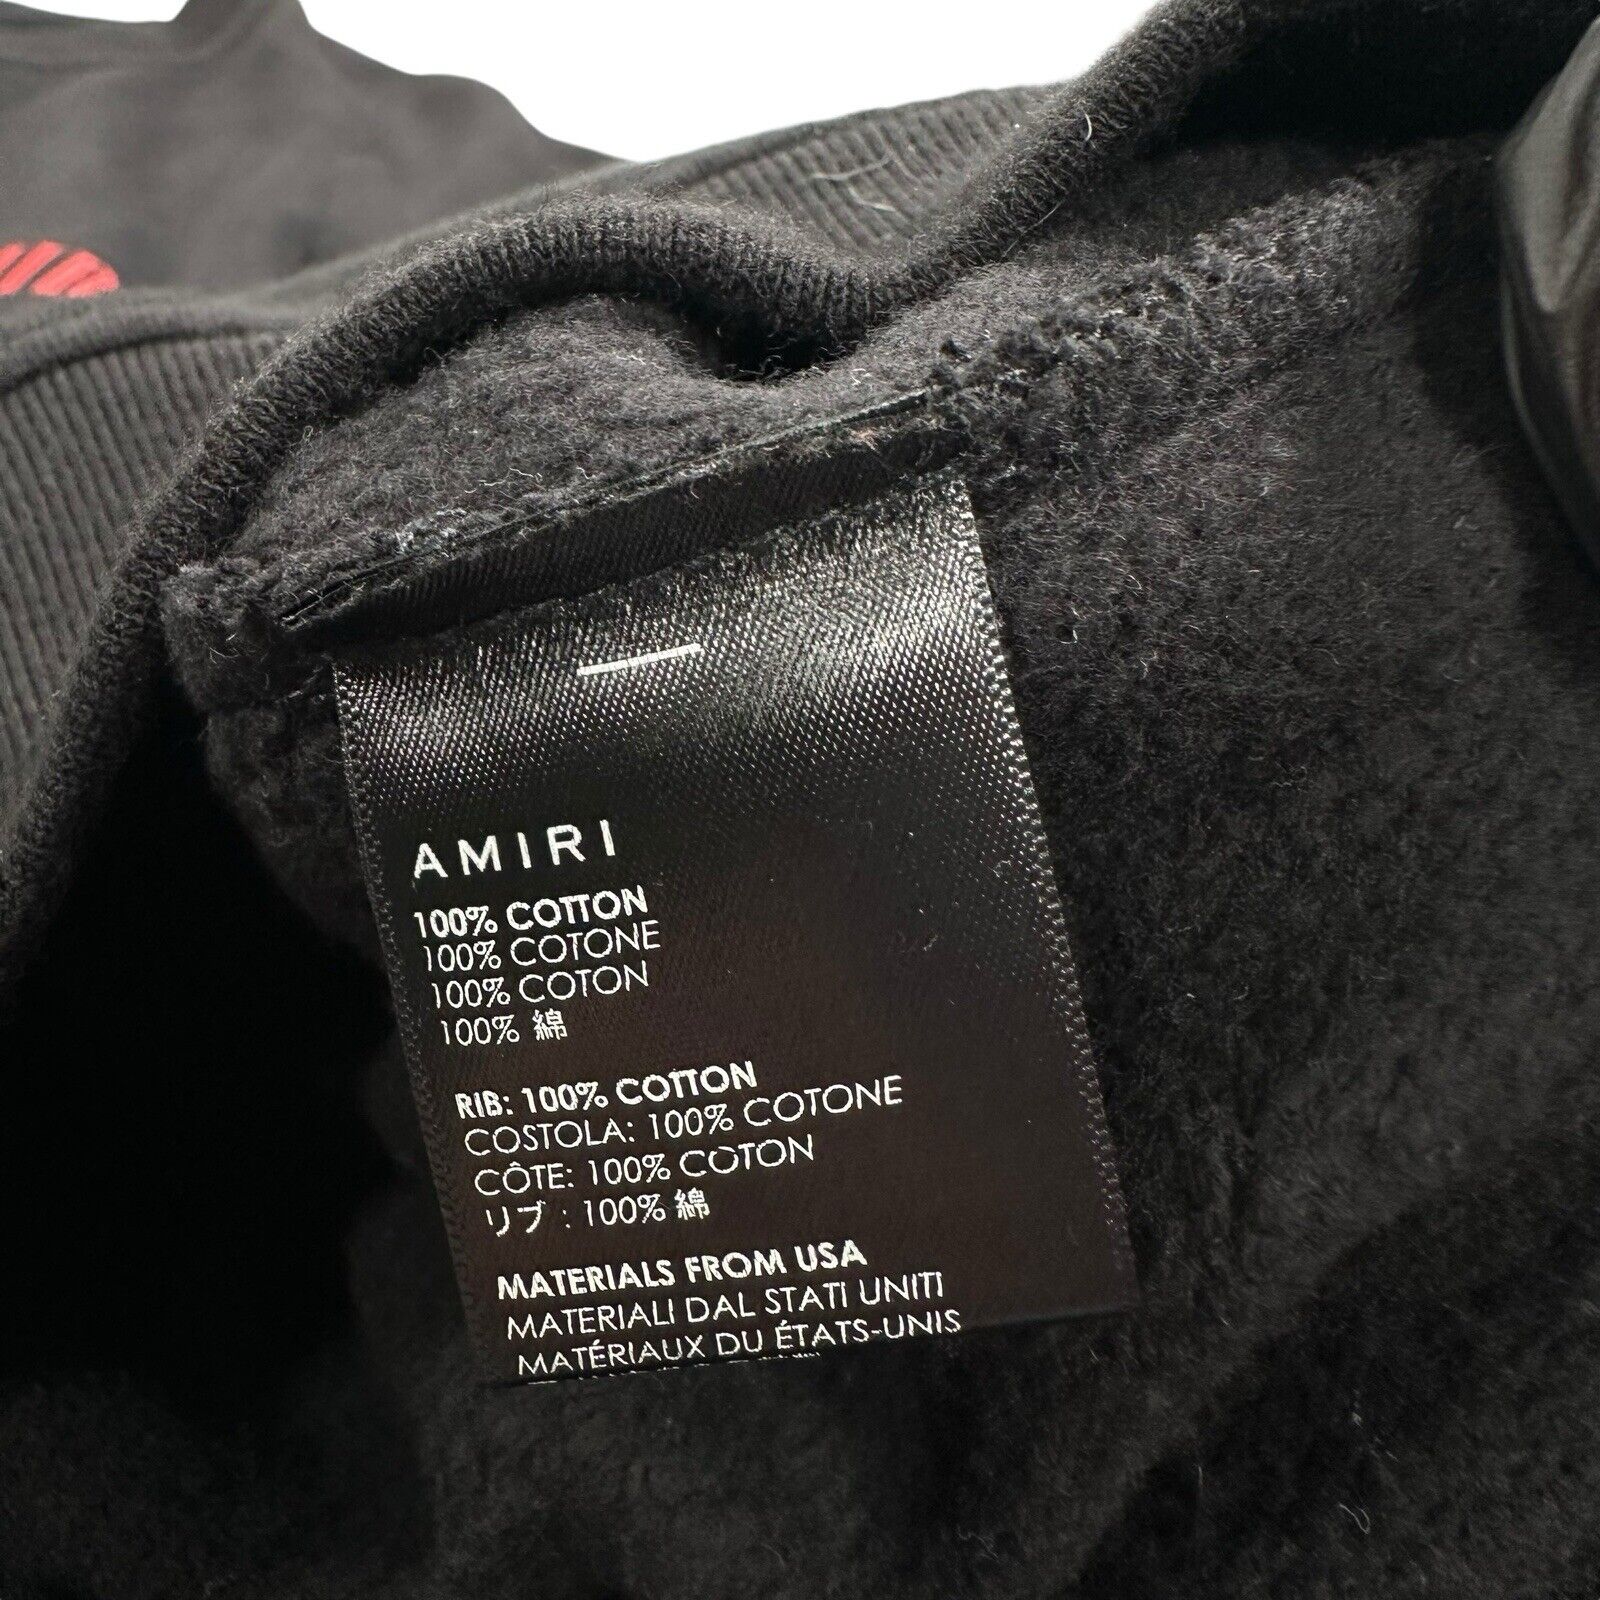 AMIRI
100% COTTON
100% COTONE
100% COTON
100% 綿
RIB: 100% COTTON
COSTOLA: 100% COTONE
CÔTE: 100% COTON
リブ : 100% 綿
MATERIALS FROM USA
MATERIALI DAL STATI UNITI
MATÉRIAUX DU ÉTATS-UNIS